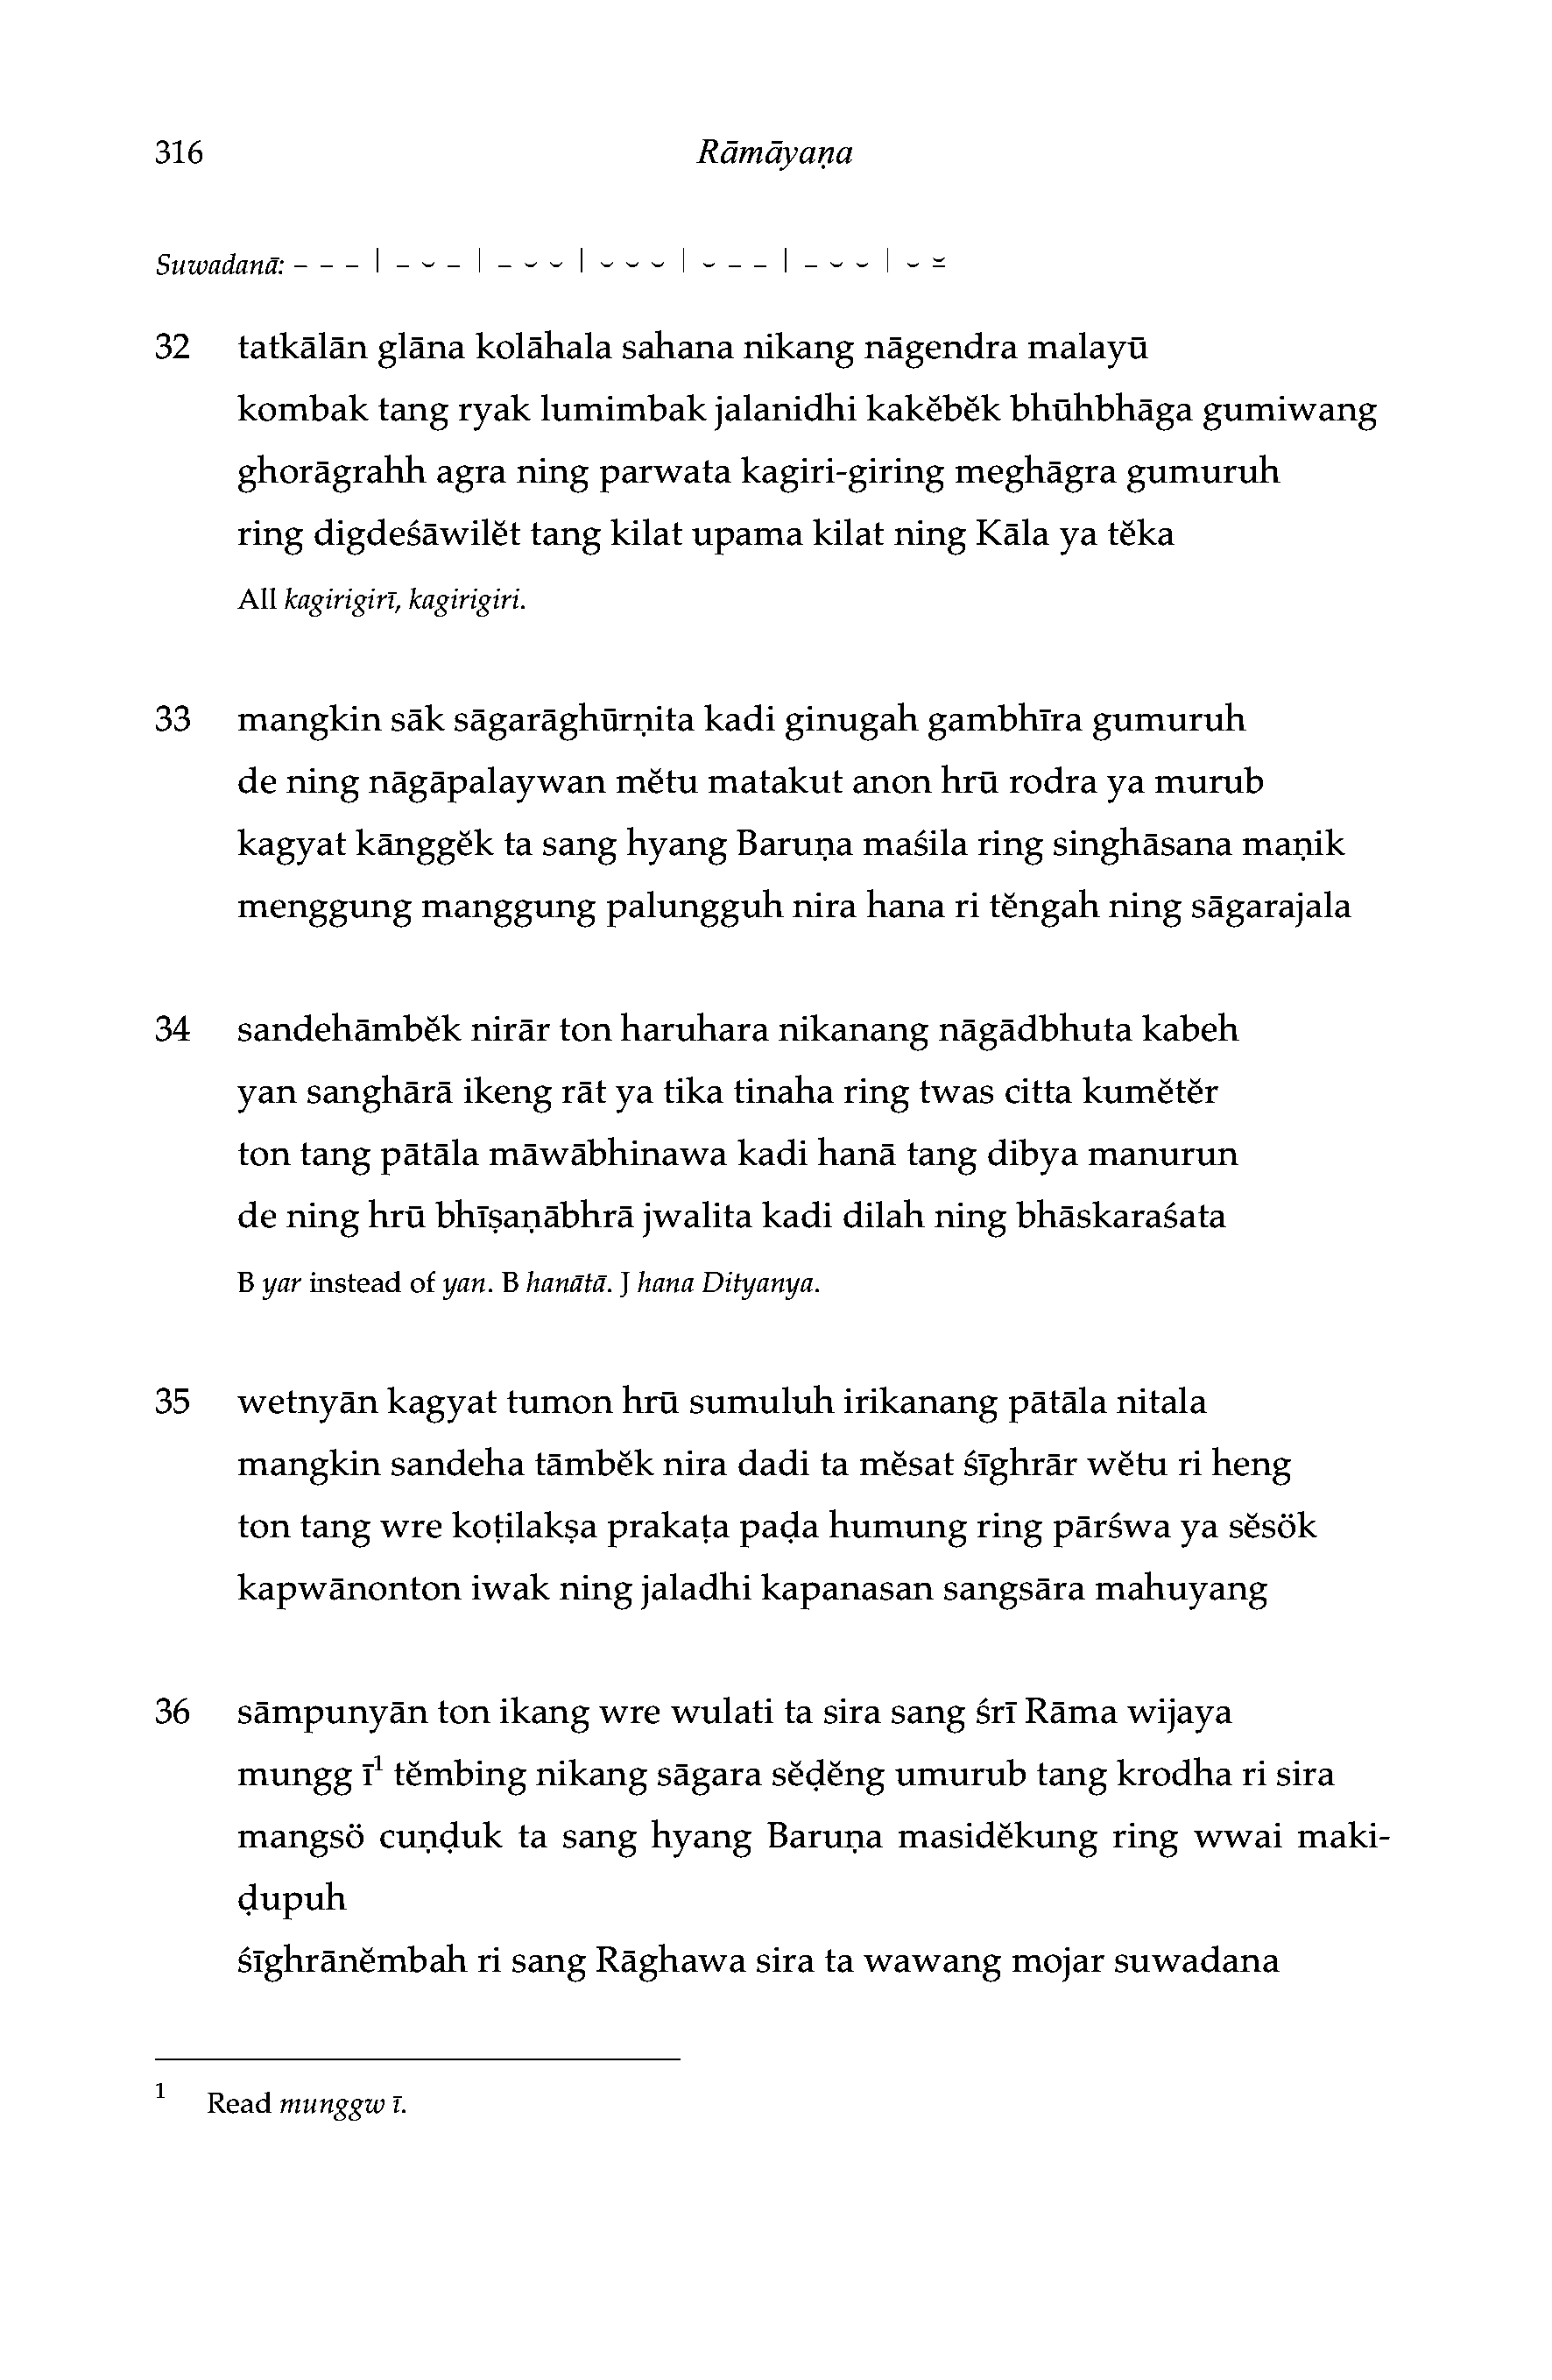 316 Rāmāyaṇa
Suwadanā: – – – | – ⏑ – | – ⏑ ⏑ | ⏑ ⏑ ⏑ | ⏑ – – | – ⏑ ⏑ | ⏑ ⏓
32 tatkālān glāna kolāhala sahana nikang nāgendra malayū
kombak tang ryak lumimbak jalanidhi kakĕbĕk bhūhbhāga gumiwang
ghorāgrahh agra ning parwata kagiri-giring meghāgra gumuruh
ring digdeśāwilĕt tang kilat upama kilat ning Kāla ya tĕka
All kagirigirī, kagirigiri.
33 mangkin sāk sāgarāghūrṇita kadi ginugah gambhīra gumuruh
de ning nāgāpalaywan mĕtu matakut anon hrū rodra ya murub
kagyat kānggĕk ta sang hyang Baruṇa maśila ring singhāsana maṇik
menggung manggung palungguh nira hana ri tĕngah ning sāgarajala
34 sandehāmbĕk nirār ton haruhara nikanang nāgādbhuta kabeh
yan sanghārā ikeng rāt ya tika tinaha ring twas citta kumĕtĕr
ton tang pātāla māwābhinawa kadi hanā tang dibya manurun
de ning hrū bhīṣaṇābhrā jwalita kadi dilah ning bhāskaraśata
B yar instead of yan. B hanātā. J hana Dityanya.
35 wetnyān kagyat tumon hrū sumuluh irikanang pātāla nitala
mangkin sandeha tāmbĕk nira dadi ta mĕsat śīghrār wĕtu ri heng
ton tang wre koṭilakṣa prakaṭa paḍa humung ring pārśwa ya sĕsök
kapwānonton iwak ning jaladhi kapanasan sangsāra mahuyang
36 sāmpunyān ton ikang wre wulati ta sira sang śrī Rāma wijaya
mungg ī¹ tĕmbing nikang sāgara sĕḍĕng umurub tang krodha ri sira
mangsö cuṇḍuk ta sang hyang Baruṇa masidĕkung ring wwai maki-
ḍupuh
śīghrānĕmbah ri sang Rāghawa sira ta wawang mojar suwadana
1 Read munggw ī.